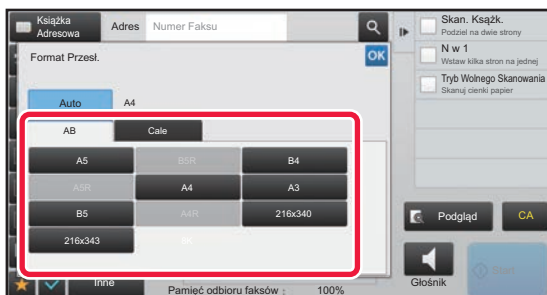 Książka
Adresowa
Adres
Numer Faksu
Format Przesł.
OK
Auto
A4
AB
Cale
A5
B5R
B4
A5R
A4
A3
B5
A4R
216x340
216x343
8K
Skan. Książk.
Podziel na dwie strony
N w 1
Wstaw kilka stron na jednej
Tryb Wolnego Skanowania
Skanuj cienki papier
Podgląd
CA
Głośnik
Start
Inne
Pamięć odbioru faksów : 100%